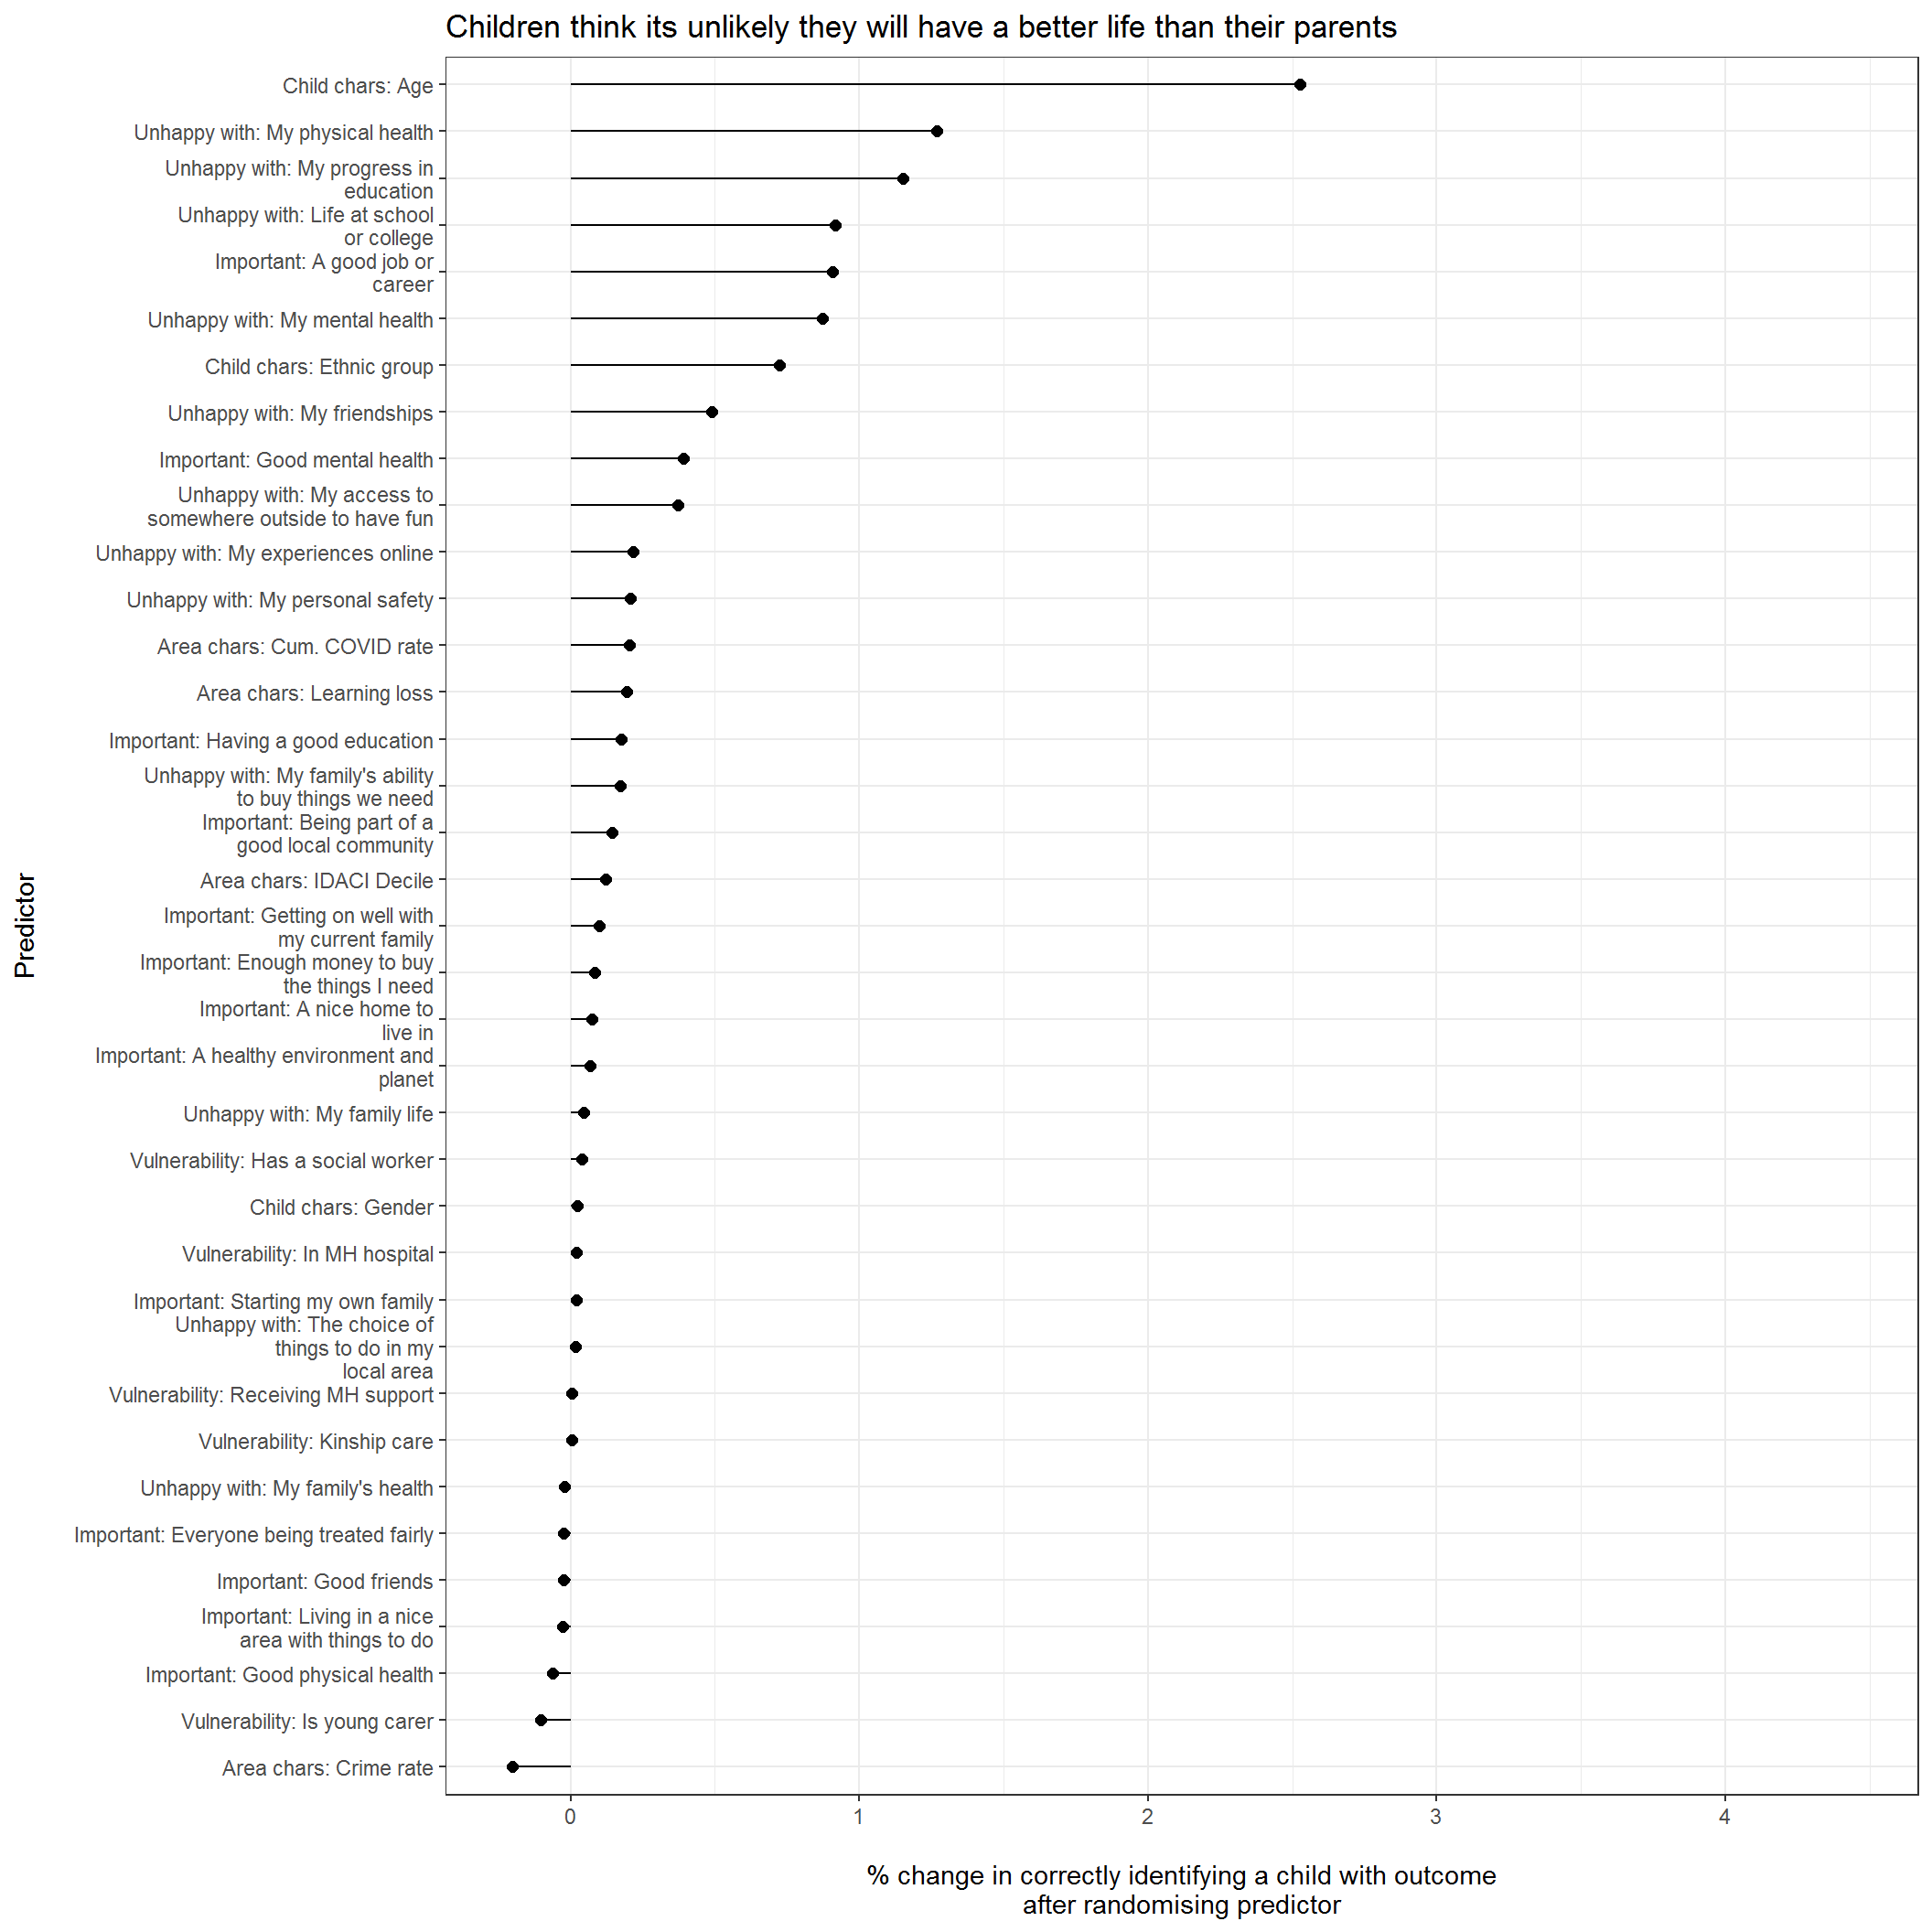 Children think its unlikely they will have a better life than their parents
Child chars: Age
Unhappy with: My physical health
Unhappy with: My progress in
education
Unhappy with: Life at school
or college
Important: A good job or
career
Unhappy with: My mental health
Child chars: Ethnic group
Unhappy with: My friendships
Important: Good mental health
Unhappy with: My access to
somewhere outside to have fun
Unhappy with: My experiences online
Unhappy with: My personal safety
Area chars: Cum. COVID rate
Area chars: Learning loss
Important: Having a good education
Unhappy with: My family's ability
to buy things we need
Important: Being part of a
good local community
Area chars: IDACI Decile
Important: Getting on well with
my current family
Important: Enough money to buy
the things I need
Important: A nice home to
live in
Important: A healthy environment and
planet
Unhappy with: My family life
Vulnerability: Has a social worker
Child chars: Gender
Vulnerability: In MH hospital
Important: Starting my own family
Unhappy with: The choice of
things to do in my
local area
Vulnerability: Receiving MH support
Vulnerability: Kinship care
Unhappy with: My family's health
Important: Everyone being treated fairly
Important: Good friends
Important: Living in a nice
area with things to do
Important: Good physical health
Vulnerability: Is young carer
Area chars: Crime rate
Predictor
0 1 2 3 4
% change in correctly identifying a child with outcome
after randomising predictor